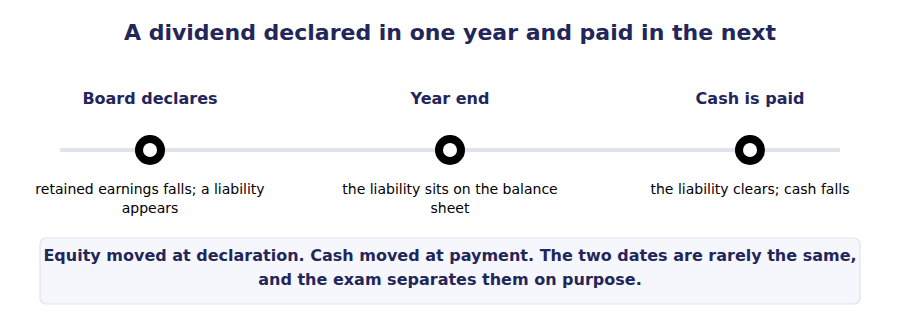 A dividend declared in one year and paid in the next
Board declares
Year end
Cash is paid
retained earnings falls; a liability
appears
the liability sits on the balance
sheet
the liability clears; cash falls
Equity moved at declaration. Cash moved at payment. The two dates are rarely the same,
and the exam separates them on purpose.